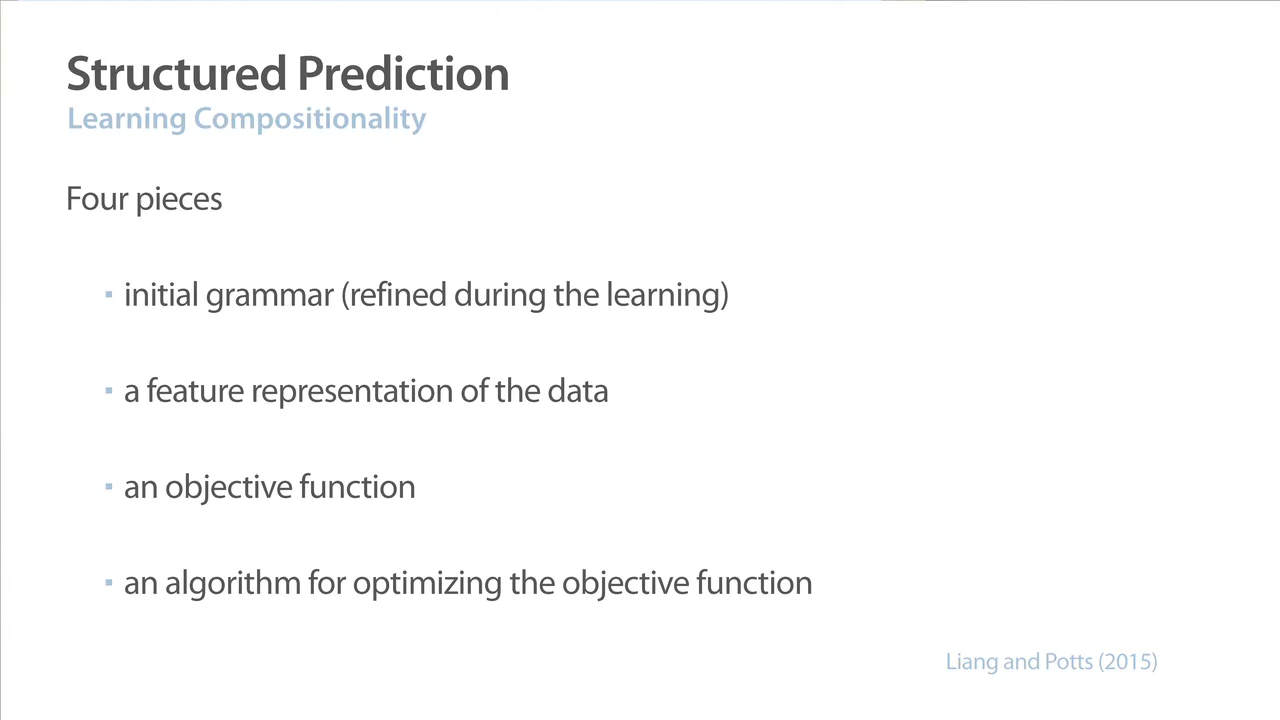 Structured Prediction
Learning Compositionality
Four pieces
▪ initial grammar (refined during the learning)
▪ a feature representation of the data
▪ an objective function
▪ an algorithm for optimizing the objective function
Liang and Potts (2015)